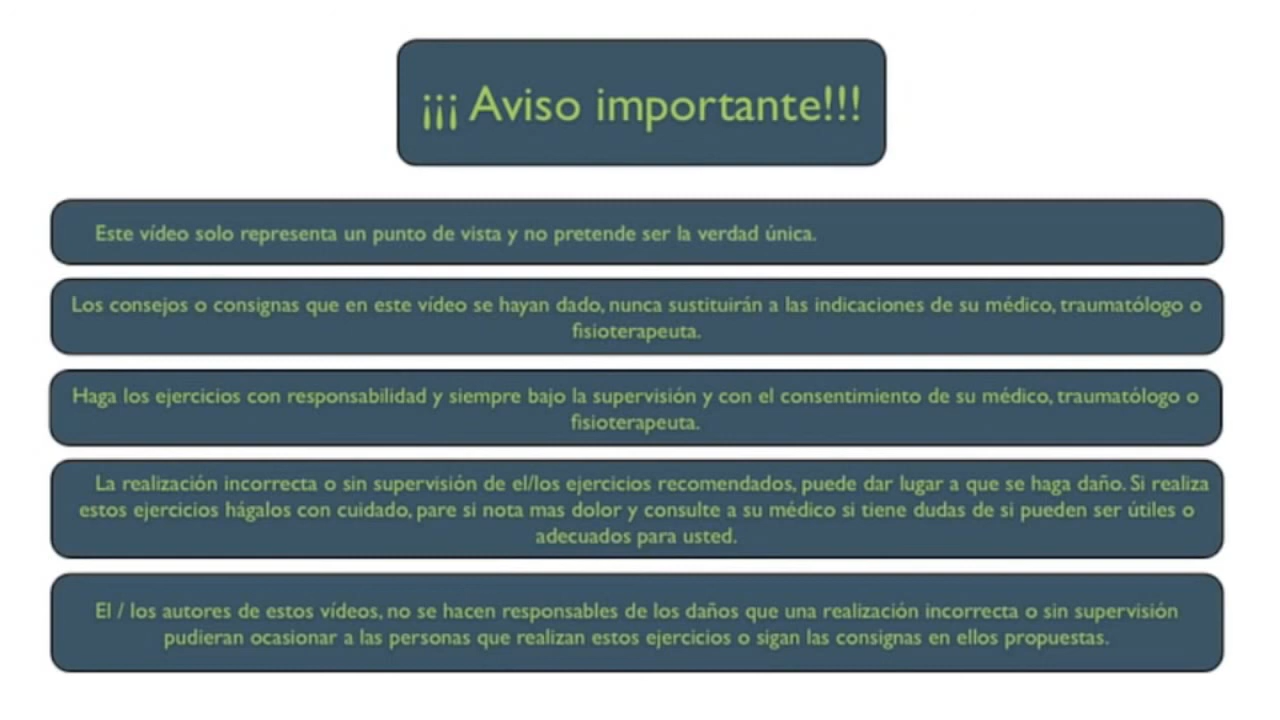 ¡¡¡ Aviso importante!!!
Este vídeo solo representa un punto de vista y no pretende ser la verdad única.
Los consejos o consignas que en este vídeo se hayan dado, nunca sustituirán a las indicaciones de su médico, traumatólogo o
fisioterapeuta.
Haga los ejercicios con responsabilidad y siempre bajo la supervisión y con el consentimiento de su médico, traumatólogo o
fisioterapeuta.
La realización incorrecta o sin supervisión de el/los ejercicios recomendados, puede dar lugar a que se haga daño. Si realiza
estos ejercicios hágalos con cuidado, pare si nota mas dolor y consulte a su médico si tiene dudas de si pueden ser útiles o
adecuados para usted.
El / los autores de estos vídeos, no se hacen responsables de los daños que una realización incorrecta o sin supervisión
pudieran ocasionar a las personas que realizan estos ejercicios o sigan las consignas en ellos propuestas.